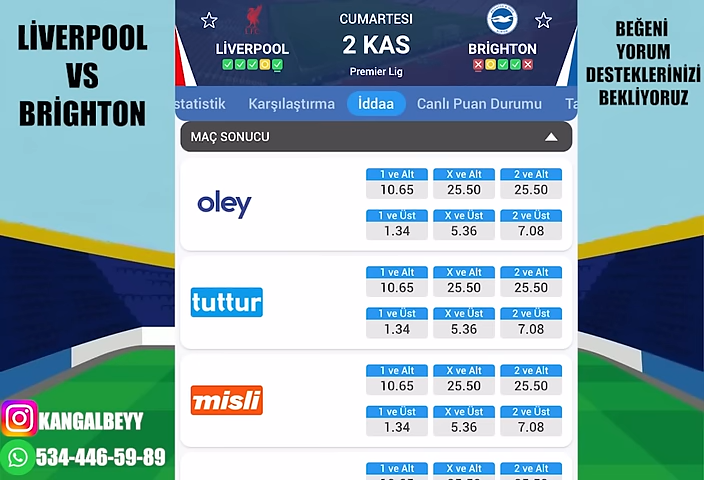 LİVERPOOL
VS
BRİGHTON
CUMARTESİ
2 KAS
Premier Lig
LİVERPOOL
BRİGHTON
BEĞENİ
YORUM
DESTEKLERİNİZİ
BEKLİYORUZ
statistik Karşılaştırma İddaa Canlı Puan Durumu Ta
MAÇ SONUCU
oley
1 ve Alt X ve Alt 2 ve Alt
10.65 25.50 25.50
1 ve Üst X ve Üst 2 ve Üst
1.34 5.36 7.08
tuttur
1 ve Alt X ve Alt 2 ve Alt
10.65 25.50 25.50
1 ve Üst X ve Üst 2 ve Üst
1.34 5.36 7.08
misli
1 ve Alt X ve Alt 2 ve Alt
10.65 25.50 25.50
1 ve Üst X ve Üst 2 ve Üst
1.34 5.36 7.08
1 ve Alt X ve Alt 2 ve Alt
KANGALBEYY
534-446-59-89